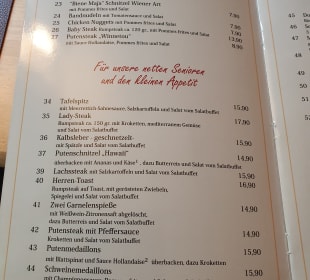 23 "Biene Maja" Schnitzel Wiener Art
mit Pommes Frites und Salat
24 Bandnudeln mit Tomatensauce und Salat 7,90
25 Chicken Nuggets mit Pommes Frites und Salat
26 Baby Steak Rumpsteak ca. 120 gr. mit Pommes Frites und Salat
27 Putensteak "Winnetou"
mit Sauce Hollandaise, Pommes Frites und Salat 8,90
Für unsere netten Senioren
und den kleinen Appetit
34 Tafelspitz
mit Meerrettich-Sahnesauce, Salzkartoffeln und Salat vom Salatbuffet 15,90
35 Lady-Steak
Rumpsteak ca. 150 gr. mit Kroketten, mediterranem Gemüse
und Salat vom Salatbuffet 17,90
36 Kalbsleber - geschnetzelt-
mit Spätzle und Salat vom Salatbuffet 15,90
37 Putenschnitzel „Hawaii"
überbacken mit Ananas und Käse¹, dazu Butterreis und Salat vom Salatbuffet 14,90
39 Lachssteak mit Salzkartoffeln und Salat vom Salatbuffet 15,90
40 Herren-Toast
Rumpsteak auf Toast, mit gerösteten Zwiebeln,
Spiegelei und Salat vom Salatbuffet 16,90
41 Zwei Garnelenspieße
mit Weißwein-Zitronensaft abgelöscht,
dazu Butterreis und Salat vom Salatbuffet 14,90
42 Putensteak mit Pfeffersauce
Kroketten und Salat vom Salatbuffet 14,90
43 Putenmedaillons
mit Blattspinat und Sauce Hollandaise überbacken, dazu Kroketten 15,90
44 Schweinemedaillons